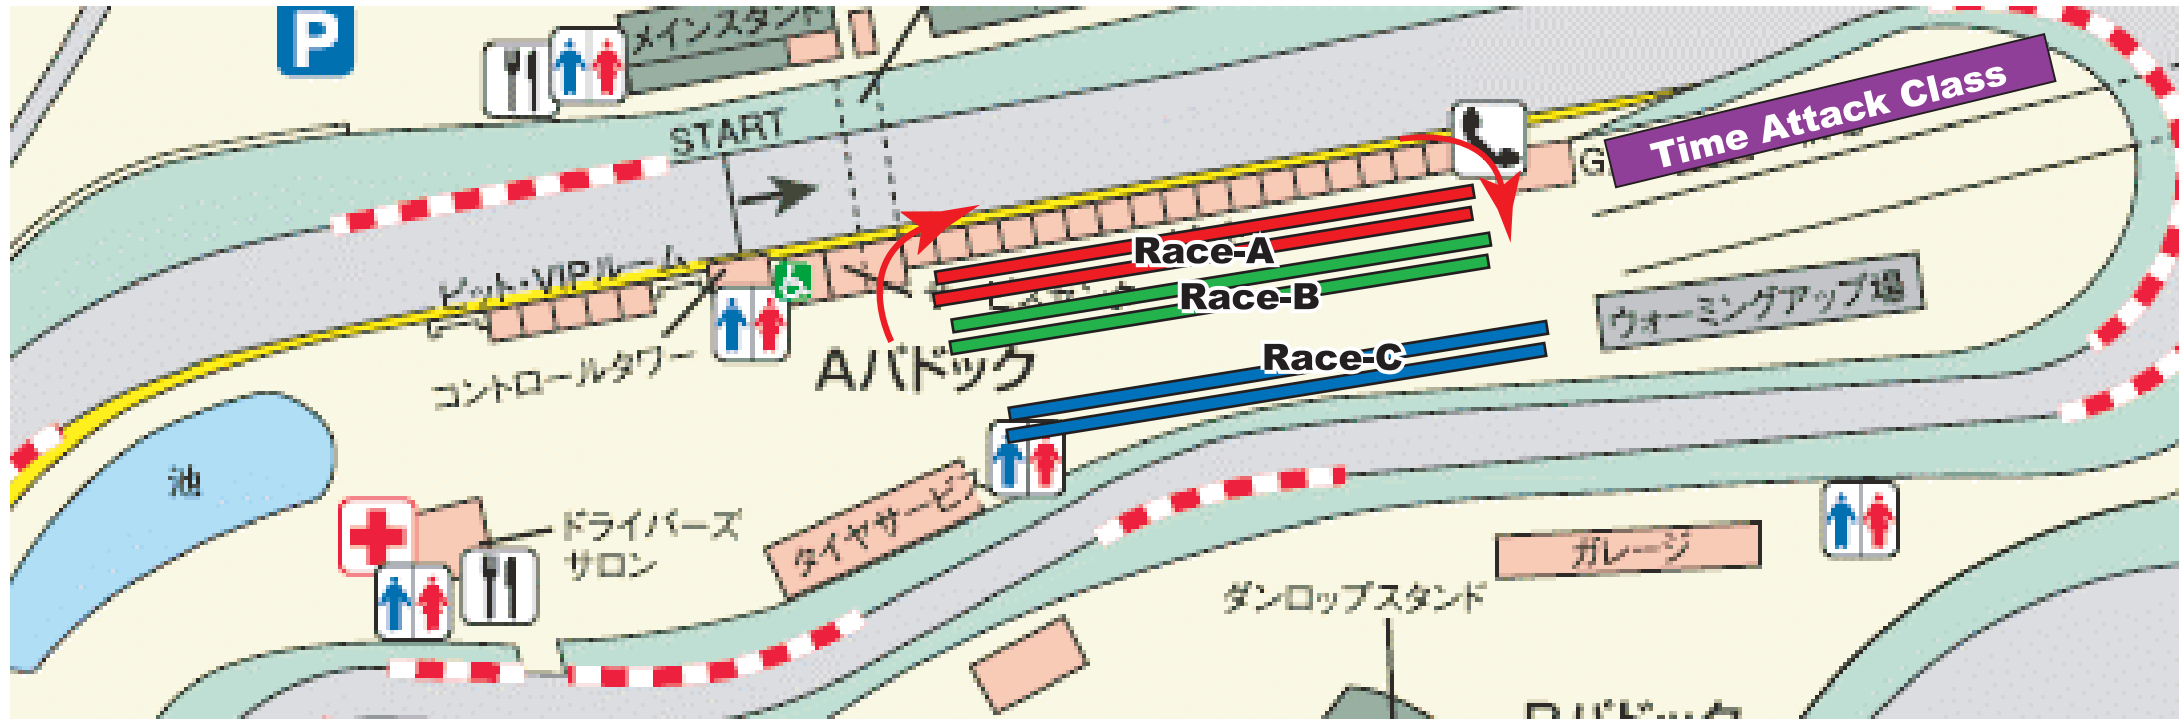 P
メインスタンド
START
Time Attack Class
G
Race-A
ピット・VIPルーム
Race-B
ウォーミングアップ場
コントロールタワー
Aパドック
Race-C
池
ドライバーズ
サロン
タイヤサービ
ガレージ
ダンロップスタンド